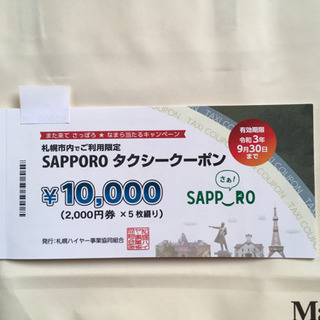 また来て さっぽろ ★ なまら当たるキャンペーン
札幌市内でご利用限定
SAPPORO タクシークーポン
¥10,000
(2,000円券 ×5枚綴り)
発行:札幌ハイヤー事業協同組合
有効期限
令和3年
9月30日
まで
さぁ!
SAPP_RO
TAXI COUPON
TAXI COUPON
Ma